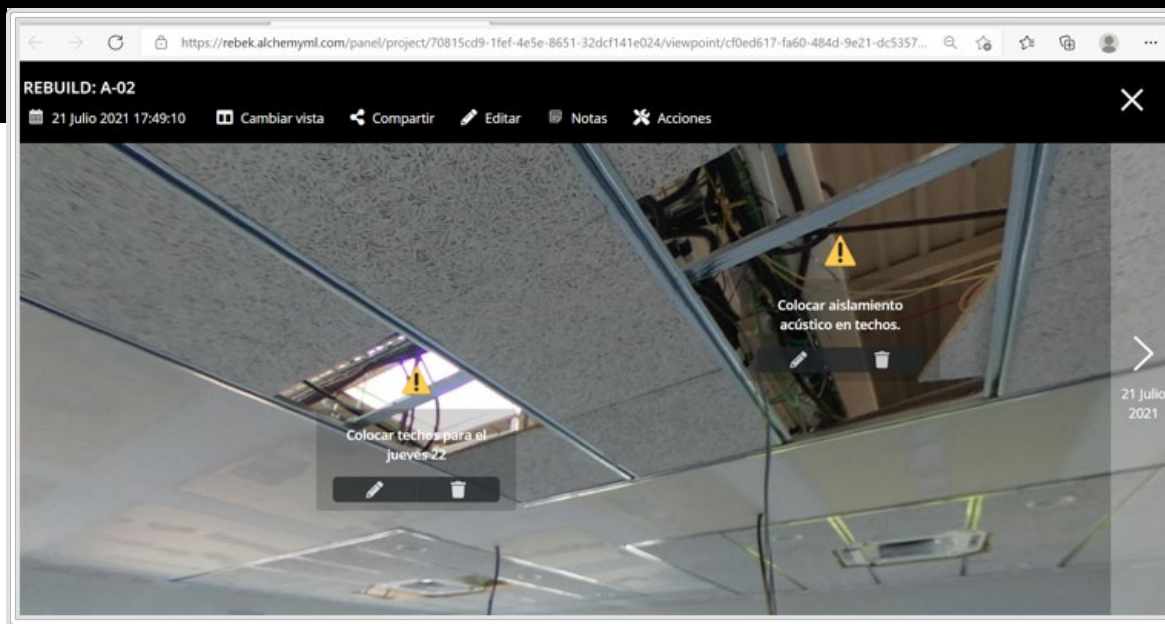 https://rebek.alchemyml.com/panel/project/70815cd9-1fef-4e5e-8651-32dcf141e024/viewpoint/cf0ed617-fa60-484d-9e21-dc5357...
REBUILD: A-02
21 Julio 2021 17:49:10 Cambiar vista Compartir Editar Notas Acciones
Colocar aislamiento
acústico en techos.
21 Julio
2021
Colocar techos para el
jueves 22